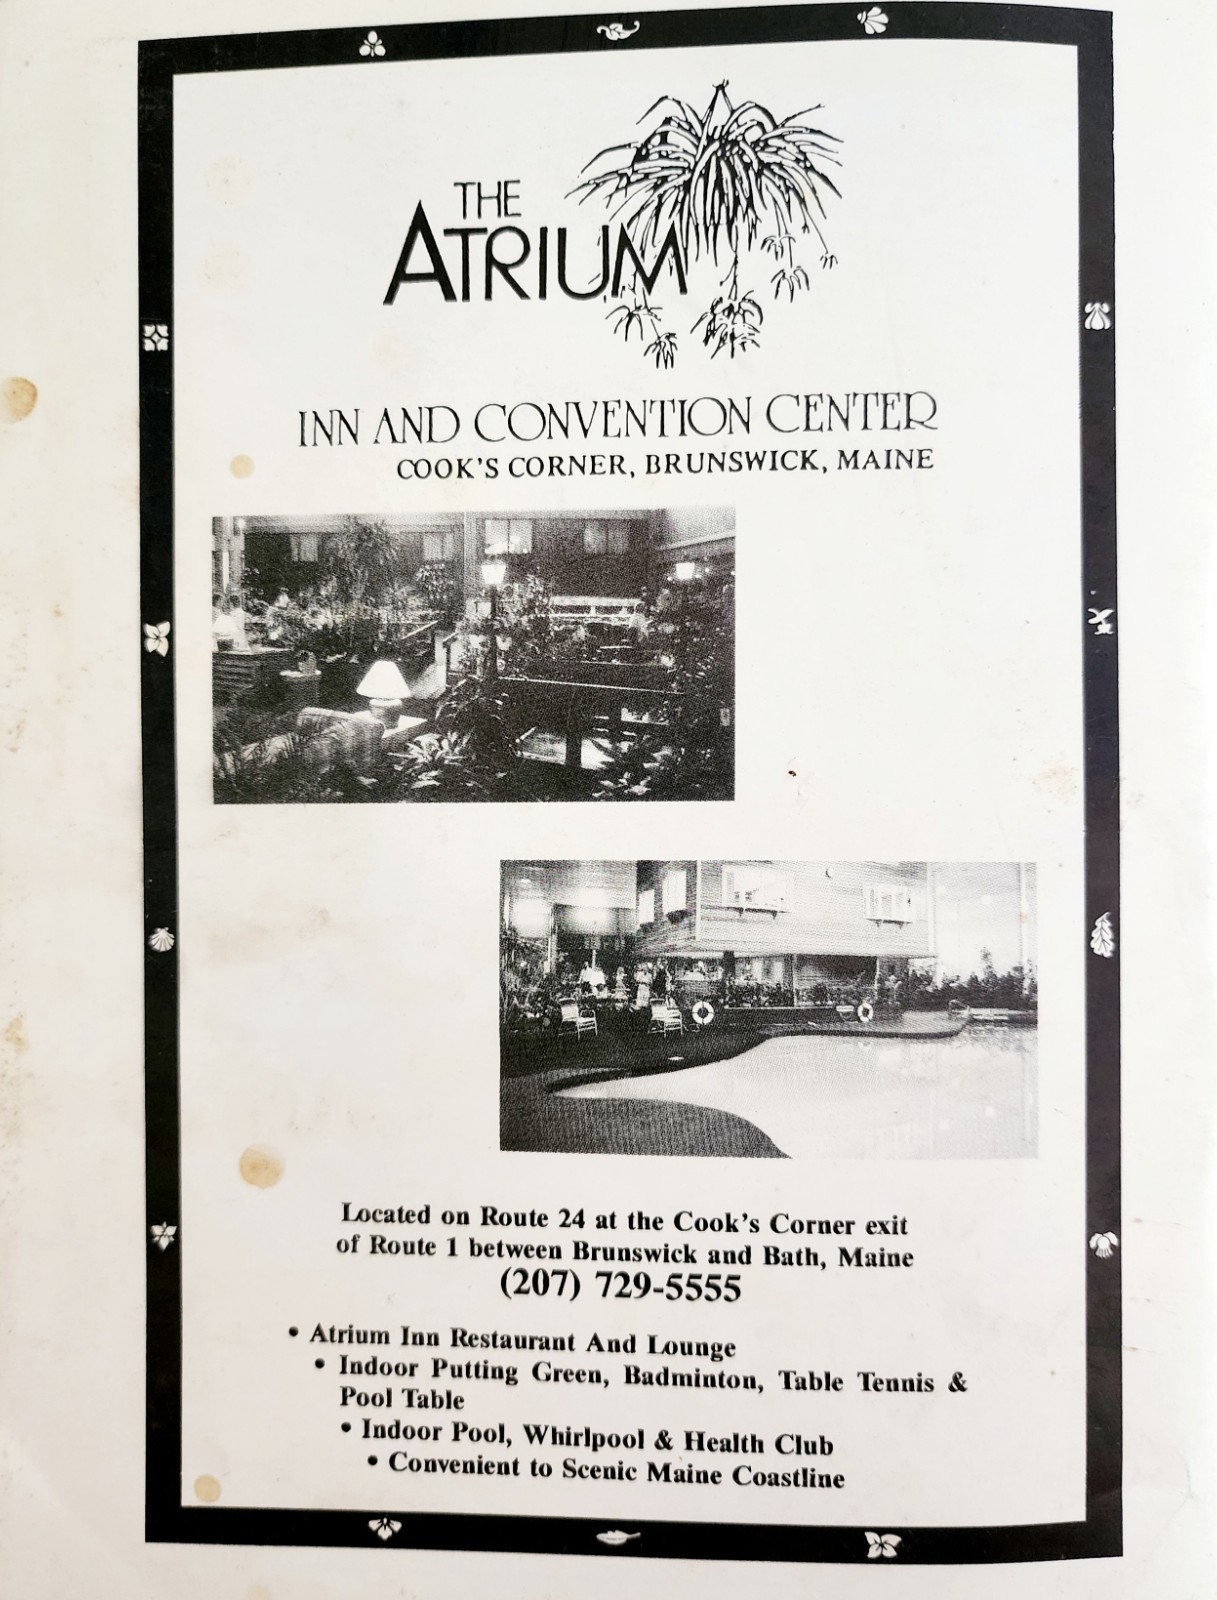 THE
ATRIUM
INN AND CONVENTION CENTER
COOK'S CORNER, BRUNSWICK, MAINE
Located on Route 24 at the Cook's Corner exit
of Route 1 between Brunswick and Bath, Maine
(207) 729-5555
• Atrium Inn Restaurant And Lounge
• Indoor Putting Green, Badminton, Table Tennis &
Pool Table
• Indoor Pool, Whirlpool & Health Club
• Convenient to Scenic Maine Coastline